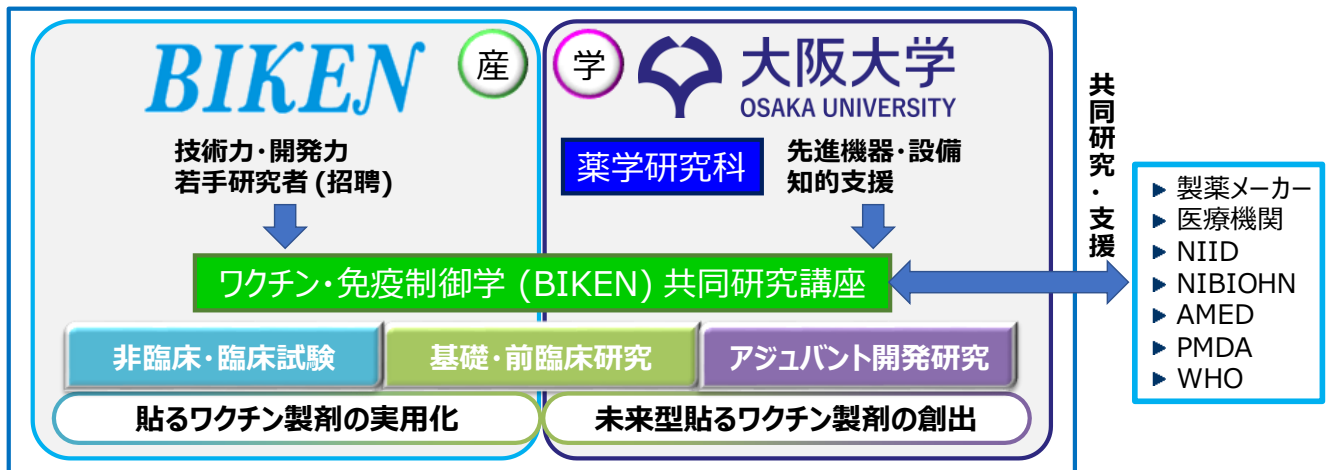 BIKEN
産
学
大阪大学
OSAKA UNIVERSITY
技術力・開発力
若手研究者 (招聘)
薬学研究科
先進機器・設備
知的支援
ワクチン・免疫制御学 (BIKEN) 共同研究講座
非臨床・臨床試験
基礎・前臨床研究
アジュバント開発研究
貼るワクチン製剤の実用化
未来型貼るワクチン製剤の創出
共同研究・支援
製薬メーカー
医療機関
NIID
NIBIOHN
AMED
PMDA
WHO